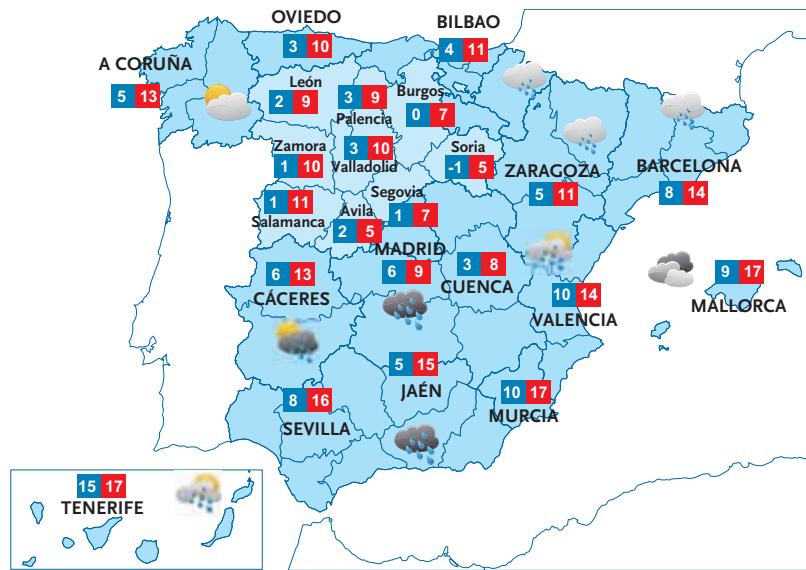 OVIEDO
3 10
BILBAO
4 11
A CORUÑA
5 13
León
2 9
3 9
Palencia
Burgos
0 7
Zamora
1 10
3 10
Valladolid
Soria
-1 5
ZARAGOZA
5 11
BARCELONA
8 14
1 11
Salamanca
Ávila
2 5
Segovia
1 7
MADRID
6 9
3 8
CUENCA
6 13
CÁCERES
10 14
VALENCIA
9 17
MALLORCA
5 15
JAÉN
8 16
SEVILLA
10 17
MURCIA
15 17
TENERIFE